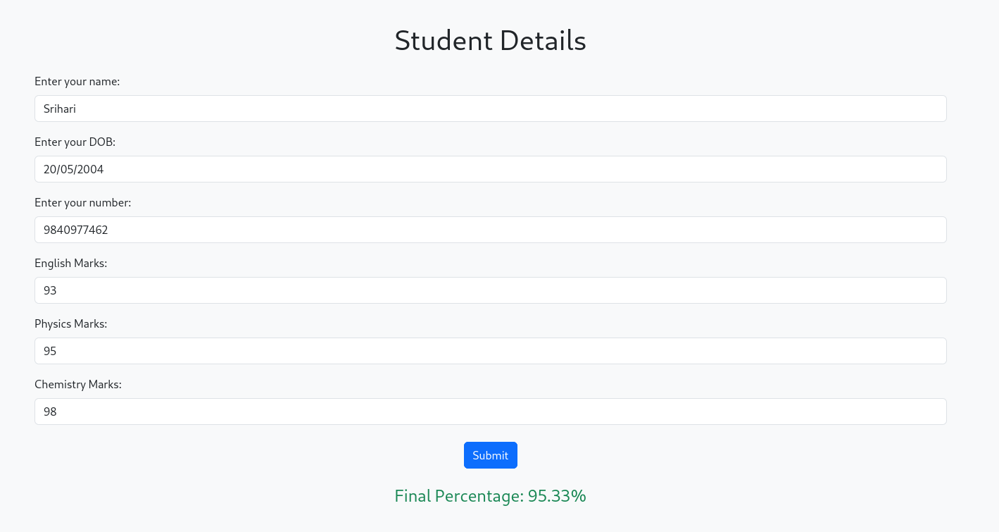 Student Details
Enter your name:
Srihari
Enter your DOB:
20/05/2004
Enter your number:
9840977462
English Marks:
93
Physics Marks:
95
Chemistry Marks:
98
Submit
Final Percentage: 95.33%